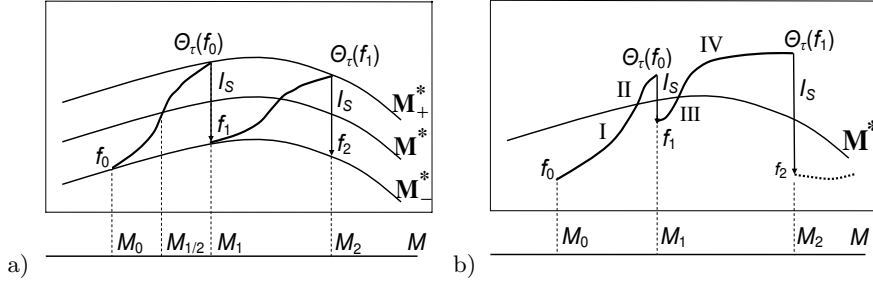 Θτ(f0)
Θτ(f1)
IS
IS
M*+
f1
M*
f0
f2
M*−
M0 M1/2 M1 M2 M
a)
Θτ(f0) IV Θτ(f1)
II IS IS
I f1 III M*
f0 f2
M0 M1 M2 M
b)